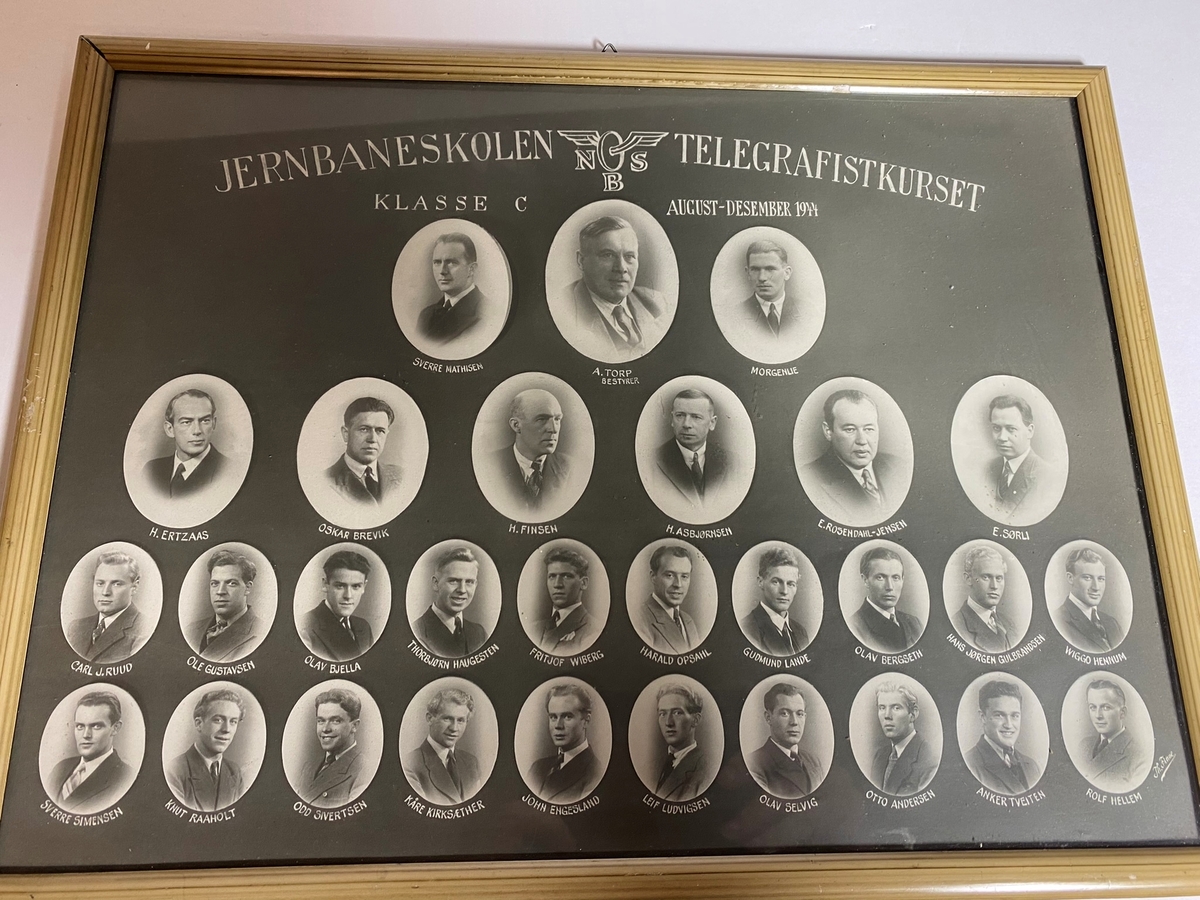 JERNBANESKOLEN NSB TELEGRAFISTKURSET
KLASSE C AUGUST-DESEMBER 1944
SVERRE MATHISEN A. TORP MORGENLIE
BESTYRER
H. ERTZAAS OSKAR BREVIK H. FINSEN H. ASBJØRNSEN E. ROSENDAHL-JENSEN E. SØRLI
CARL J. RUUD OLE GUSTAVSEN OLAV BJELLA THORBJØRN HAUGESTEN FRITJOF WIBERG HARALD OPSAHL GUDMUND LANDE OLAV BERGSETH HANS JØRGEN GULBRANDSEN WIGGO HENNUM
SVERRE SIMENSEN KNUT RAAHOLT ODD SIVERTSEN KÅRE KIRKSÆTHER JOHN ENGESLAND LEIF LUDVIGSEN OLAV SELVIG OTTO ANDERSEN ANKER TVEITEN ROLF HELLEM